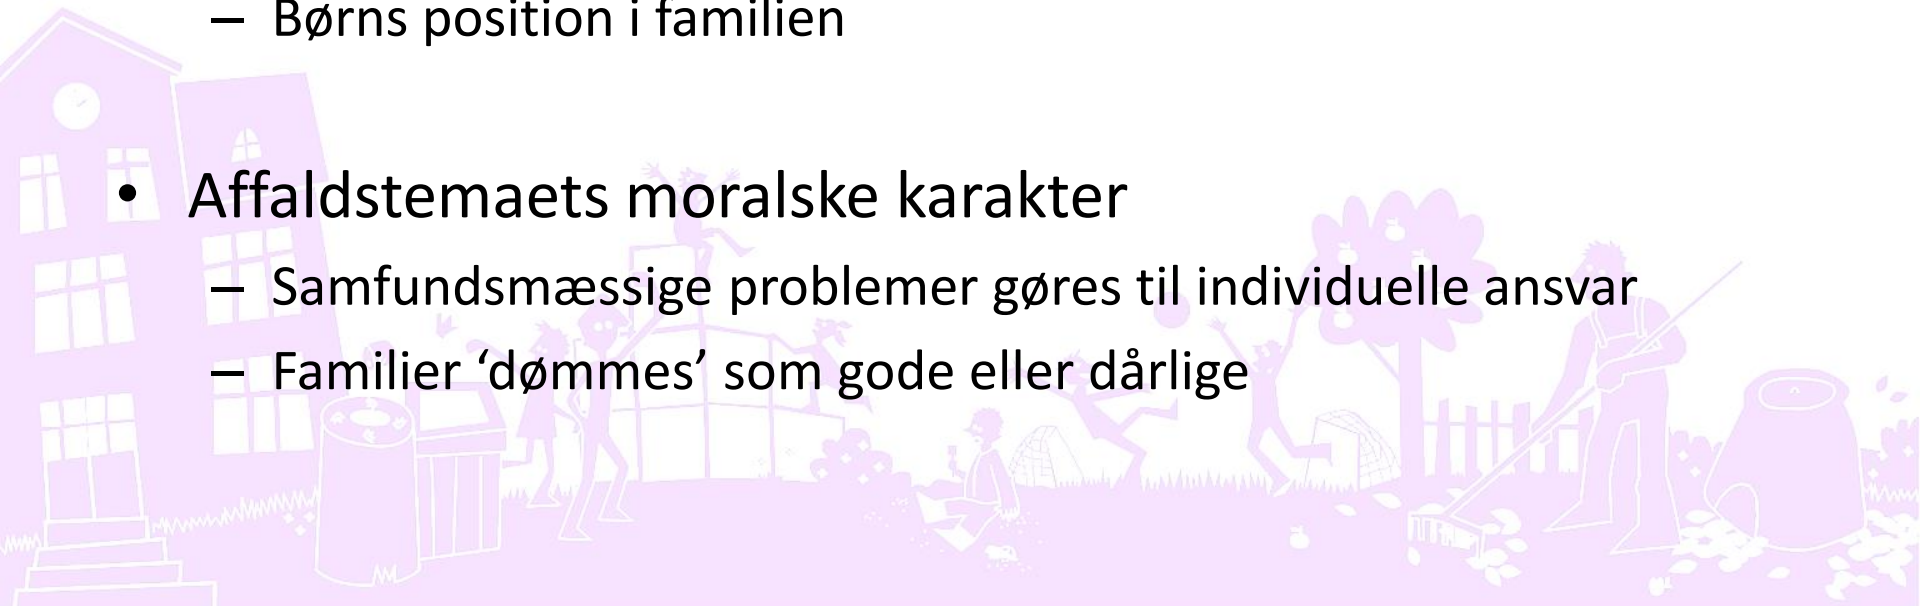 – Børns position i familien
• Affaldstemaets moralske karakter
– Samfundsmæssige problemer gøres til individuelle ansvar
– Familier ‘dømmes’ som gode eller dårlige